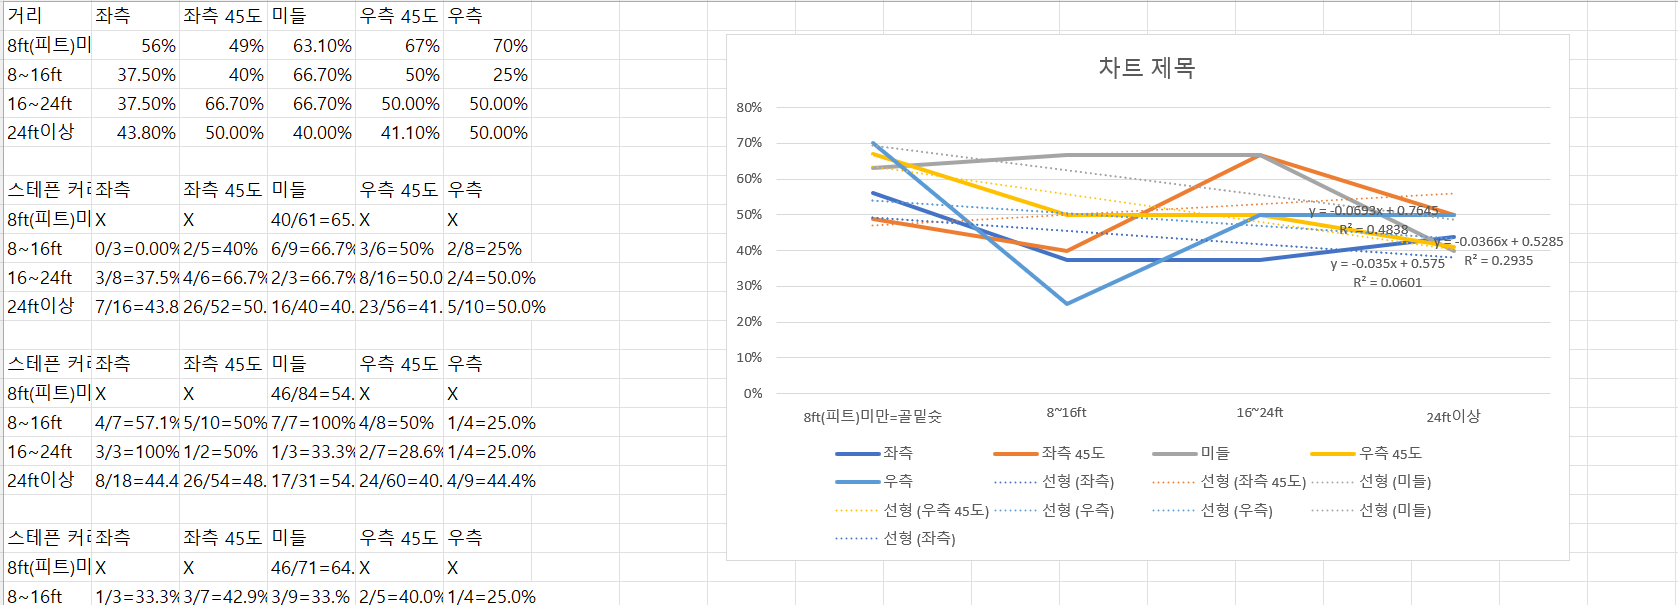 거리 좌측 좌측 45도 미들 우측 45도 우측
8ft(피트)미 56% 49% 63.10% 67% 70%
8~16ft 37.50% 40% 66.70% 50% 25%
16~24ft 37.50% 66.70% 66.70% 50.00% 50.00%
24ft이상 43.80% 50.00% 40.00% 41.10% 50.00%
스테픈 커리 좌측 좌측 45도 미들 우측 45도 우측
8ft(피트)미 X X 40/61=65. X X
8~16ft 0/3=0.00% 2/5=40% 6/9=66.7% 3/6=50% 2/8=25%
16~24ft 3/8=37.5% 4/6=66.7% 2/3=66.7% 8/16=50.0 2/4=50.0%
24ft이상 7/16=43.8 26/52=50. 16/40=40. 23/56=41. 5/10=50.0%
스테픈 커리 좌측 좌측 45도 미들 우측 45도 우측
8ft(피트)미 X X 46/84=54. X X
8~16ft 4/7=57.1% 5/10=50% 7/7=100% 4/8=50% 1/4=25.0%
16~24ft 3/3=100% 1/2=50% 1/3=33.3% 2/7=28.6% 1/4=25.0%
24ft이상 8/18=44.4 26/54=48. 17/31=54. 24/60=40. 4/9=44.4%
스테픈 커리 좌측 좌측 45도 미들 우측 45도 우측
8ft(피트)미 X X 46/71=64. X X
8~16ft 1/3=33.3% 3/7=42.9% 3/9=33.% 2/5=40.0% 1/4=25.0%
차트 제목
80%
70%
60%
50%
40%
30%
20%
10%
0%
y = -0.0693x + 0.7645
R² = 0.4838
y = -0.0366x + 0.5285
R² = 0.2935
y = -0.035x + 0.575
R² = 0.0601
8ft(피트)미만=골밑슛 8~16ft 16~24ft 24ft이상
좌측 좌측 45도 미들 우측 45도
우측 선형 (좌측) 선형 (좌측 45도) 선형 (미들)
선형 (우측 45도) 선형 (우측) 선형 (우측) 선형 (미들)
선형 (좌측)